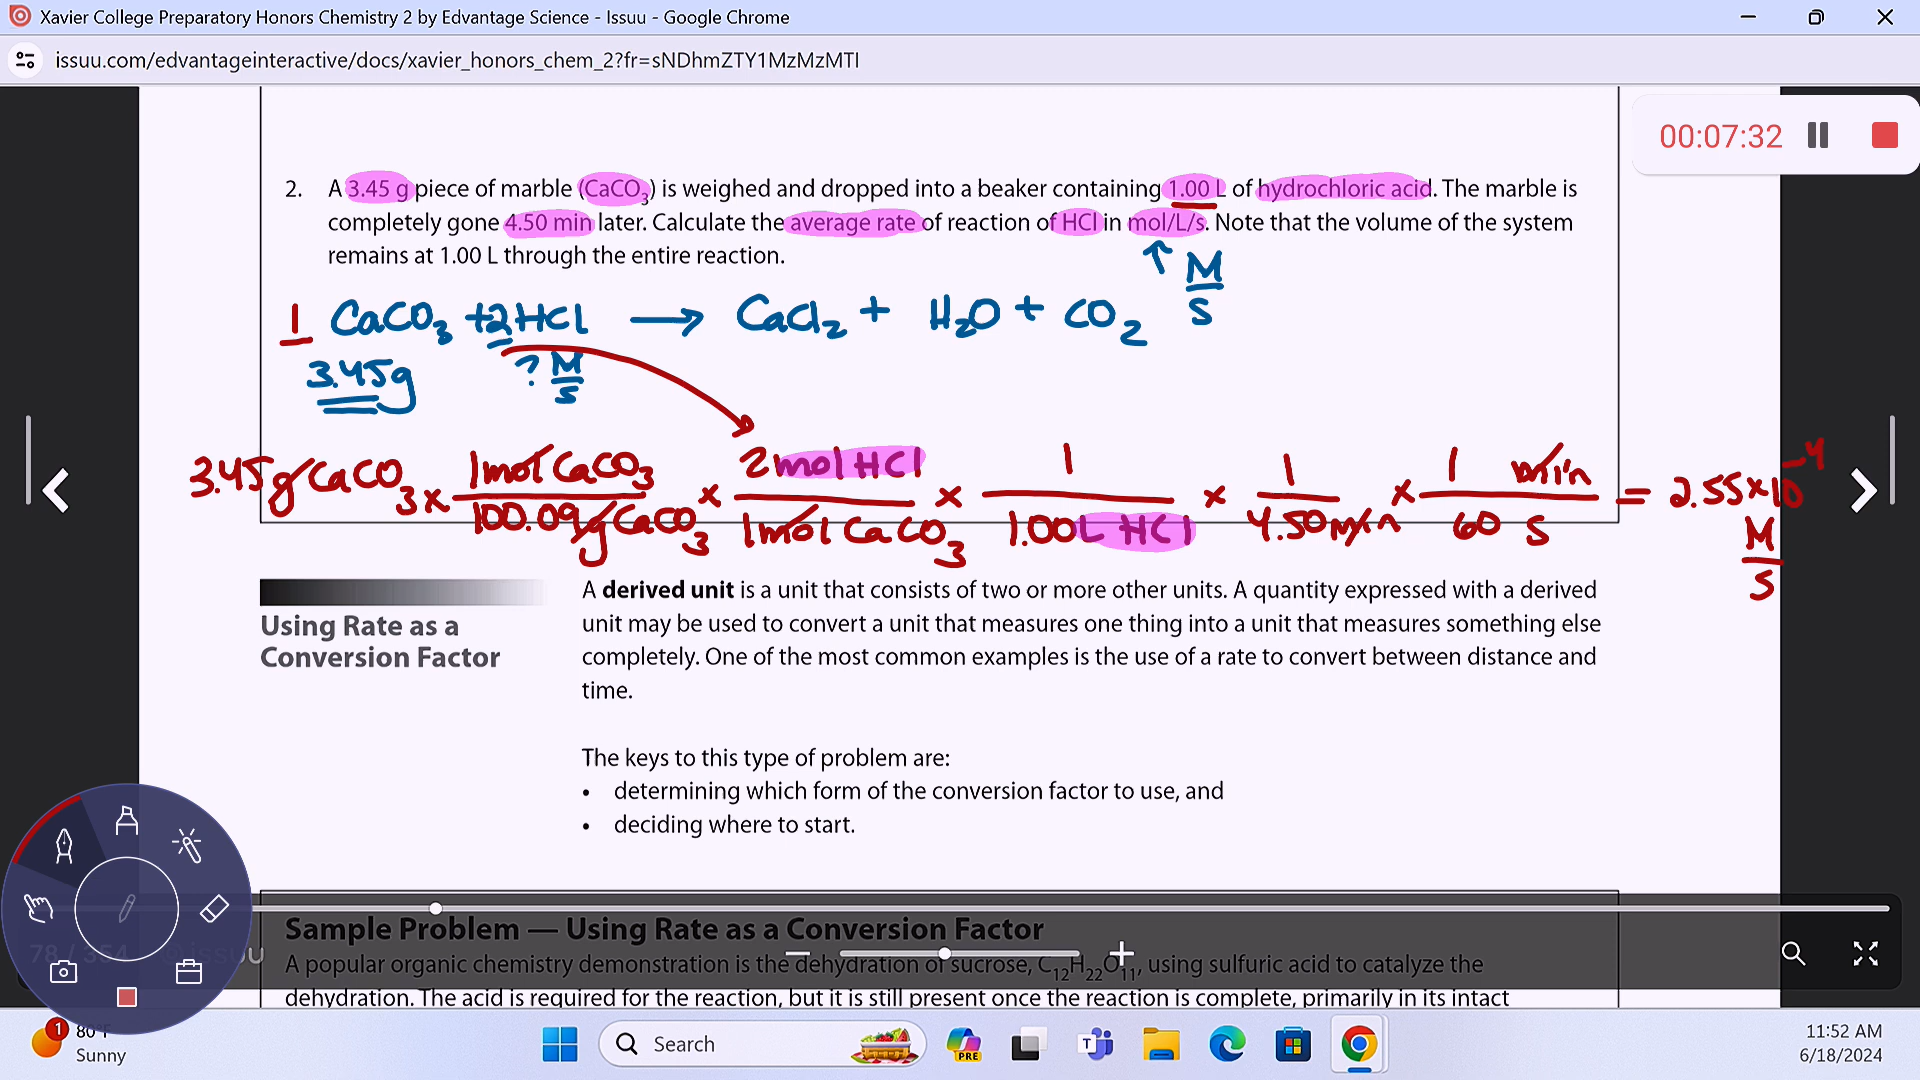 Xavier College Preparatory Honors Chemistry 2 by Edvantage Science - Issuu - Google Chrome
issuu.com/edvantageinteractive/docs/xavier_honors_chem_2?fr=sNDhmZTY1MzMzMTI
00:07:32
2. A 3.45 g piece of marble (CaCO3) is weighed and dropped into a beaker containing 1.00 L of hydrochloric acid. The marble is
completely gone 4.50 min later. Calculate the average rate of reaction of HCl in mol/L/s. Note that the volume of the system
remains at 1.00 L through the entire reaction.
↑ M/s
1 CaCO3 + 2HCl → CaCl2 + H2O + CO2
3.45g ? M/s
3.45g CaCO3 x 1mol CaCO3 / 100.09g CaCO3 x 2 mol HCl / 1 mol CaCO3 x 1 / 1.00L HCl x 1 / 4.50min x 1 min / 60 s = 2.55×10^-4 M/s
Using Rate as a
Conversion Factor
A derived unit is a unit that consists of two or more other units. A quantity expressed with a derived
unit may be used to convert a unit that measures one thing into a unit that measures something else
completely. One of the most common examples is the use of a rate to convert between distance and
time.
The keys to this type of problem are:
• determining which form of the conversion factor to use, and
• deciding where to start.
Sample Problem — Using Rate as a Conversion Factor
A popular organic chemistry demonstration is the dehydration of sucrose, C12H22O11, using sulfuric acid to catalyze the
dehydration. The acid is required for the reaction, but it is still present once the reaction is complete, primarily in its intact
1
80°F
Sunny
Search
PRE
11:52 AM
6/18/2024